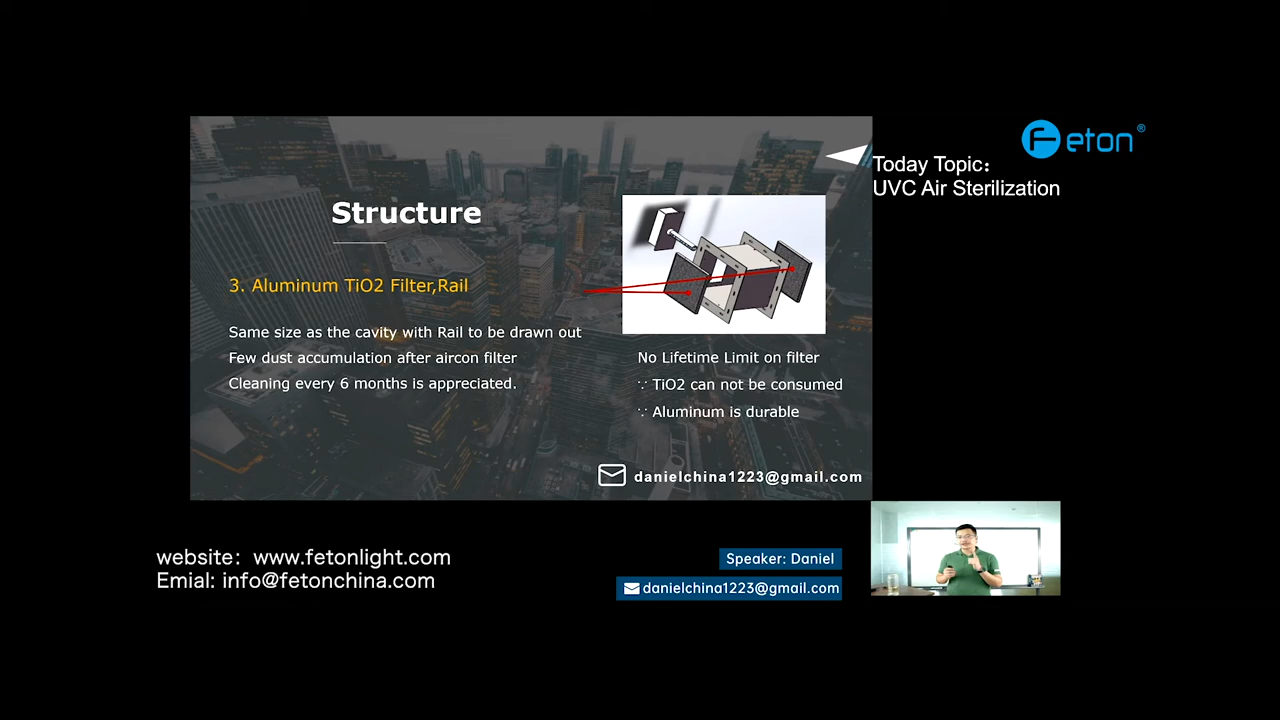 Feton®
Today Topic:
UVC Air Sterilization
Structure
3. Aluminum TiO2 Filter,Rail
Same size as the cavity with Rail to be drawn out
Few dust accumulation after aircon filter
Cleaning every 6 months is appreciated.
No Lifetime Limit on filter
∵ TiO2 can not be consumed
∵ Aluminum is durable
danielchina1223@gmail.com
website: www.fetonlight.com
Emial: info@fetonchina.com
Speaker: Daniel
danielchina1223@gmail.com